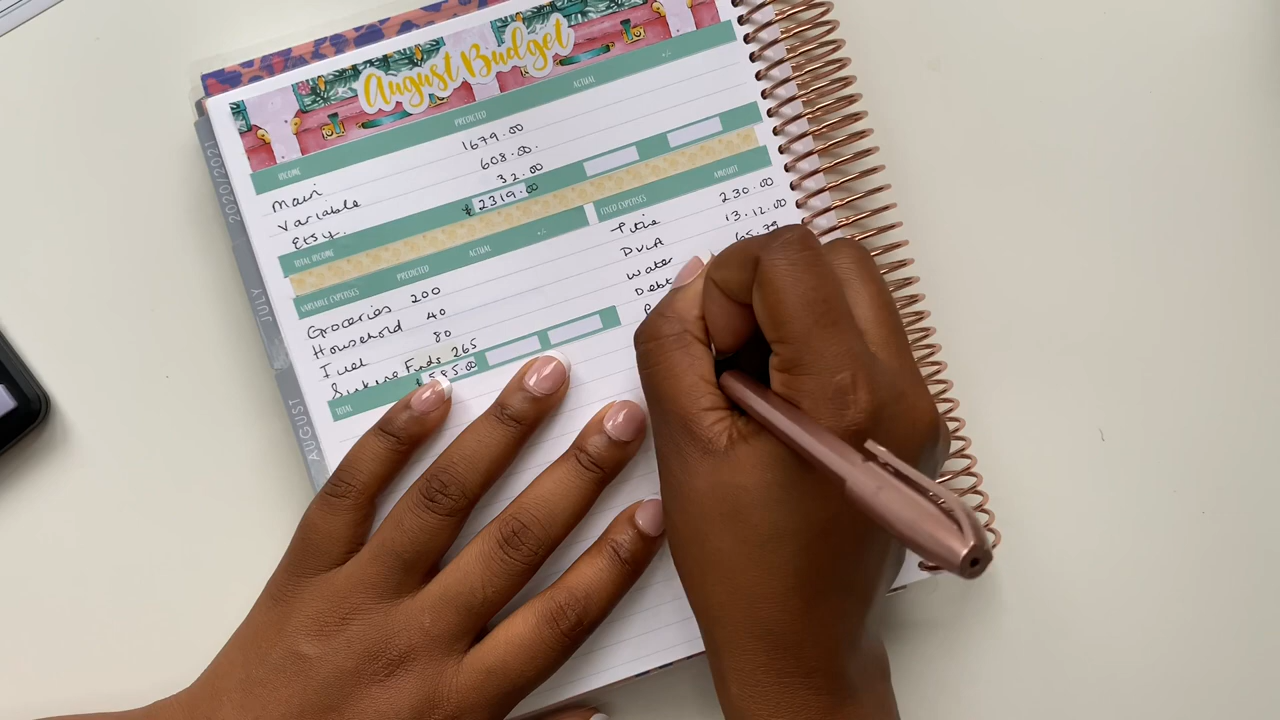 August Budget
INCOME PREDICTED ACTUAL +/-
Main 1679.00
Variable 608.00.
Etsy. 32.00
TOTAL INCOME £2319.00
VARIABLE EXPENSES PREDICTED ACTUAL +/-
Groceries 200
Household 40
Fuel 80
Sinking Funds 265
TOTAL £585.00
FIXED EXPENSES AMOUNT
Tithe 230.00
DVLA 13.12.00
Water 65.79
Debt
2020/2021
JULY
AUGUST